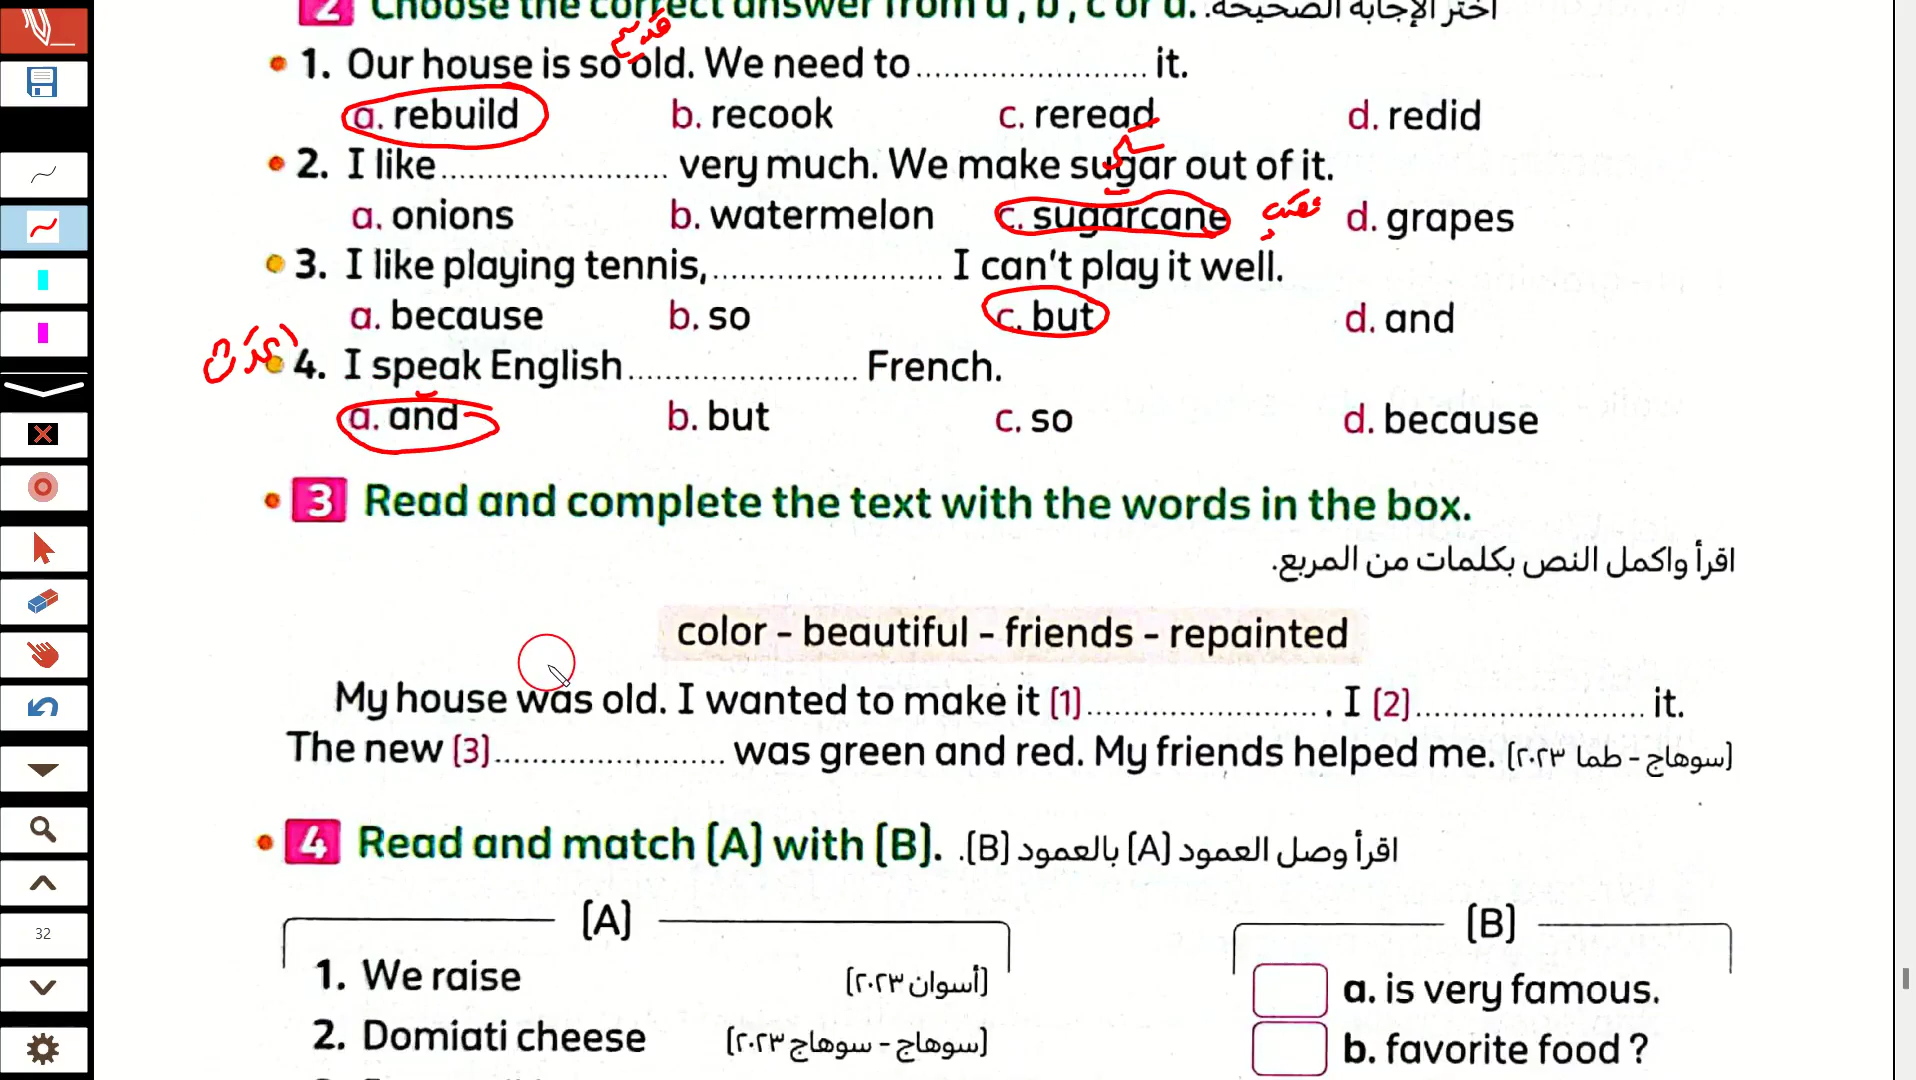 2 Choose the correct answer from a , b , c or d. اختر الإجابة الصحيحة.
قديم
1. Our house is so old. We need to ........................ it.
a. rebuild b. recook c. reread d. redid
2. I like ........................ very much. We make sugar out of it.
a. onions b. watermelon c. sugarcane d. grapes
3. I like playing tennis, ........................ I can't play it well.
a. because b. so c. but d. and
4. I speak English ........................ French.
a. and b. but c. so d. because
3 Read and complete the text with the words in the box.
اقرأ واكمل النص بكلمات من المربع.
color - beautiful - friends - repainted
My house was old. I wanted to make it (1) ........................ . I (2) ........................ it.
The new (3) ........................ was green and red. My friends helped me. (سوهاج - طما ٢٠٢٣)
4 Read and match (A) with (B). اقرأ وصل العمود (A) بالعمود (B).
(A) (B)
1. We raise (أسوان ٢٠٢٣) a. is very famous.
2. Domiati cheese (سوهاج - سوهاج ٢٠٢٣) b. favorite food ?
32